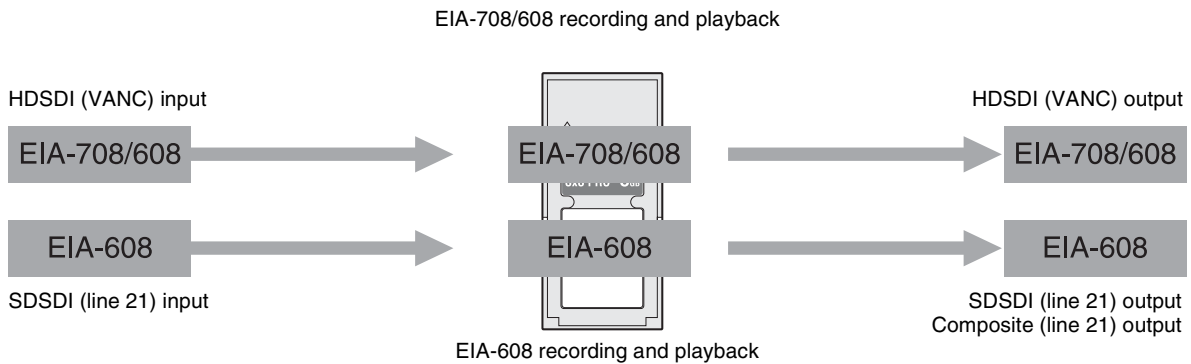 EIA-708/608 recording and playback
HDSDI (VANC) input
HDSDI (VANC) output
EIA-708/608
EIA-708/608
EIA-708/608
EIA-608
EIA-608
EIA-608
SDSDI (line 21) input
SDSDI (line 21) output
Composite (line 21) output
EIA-608 recording and playback